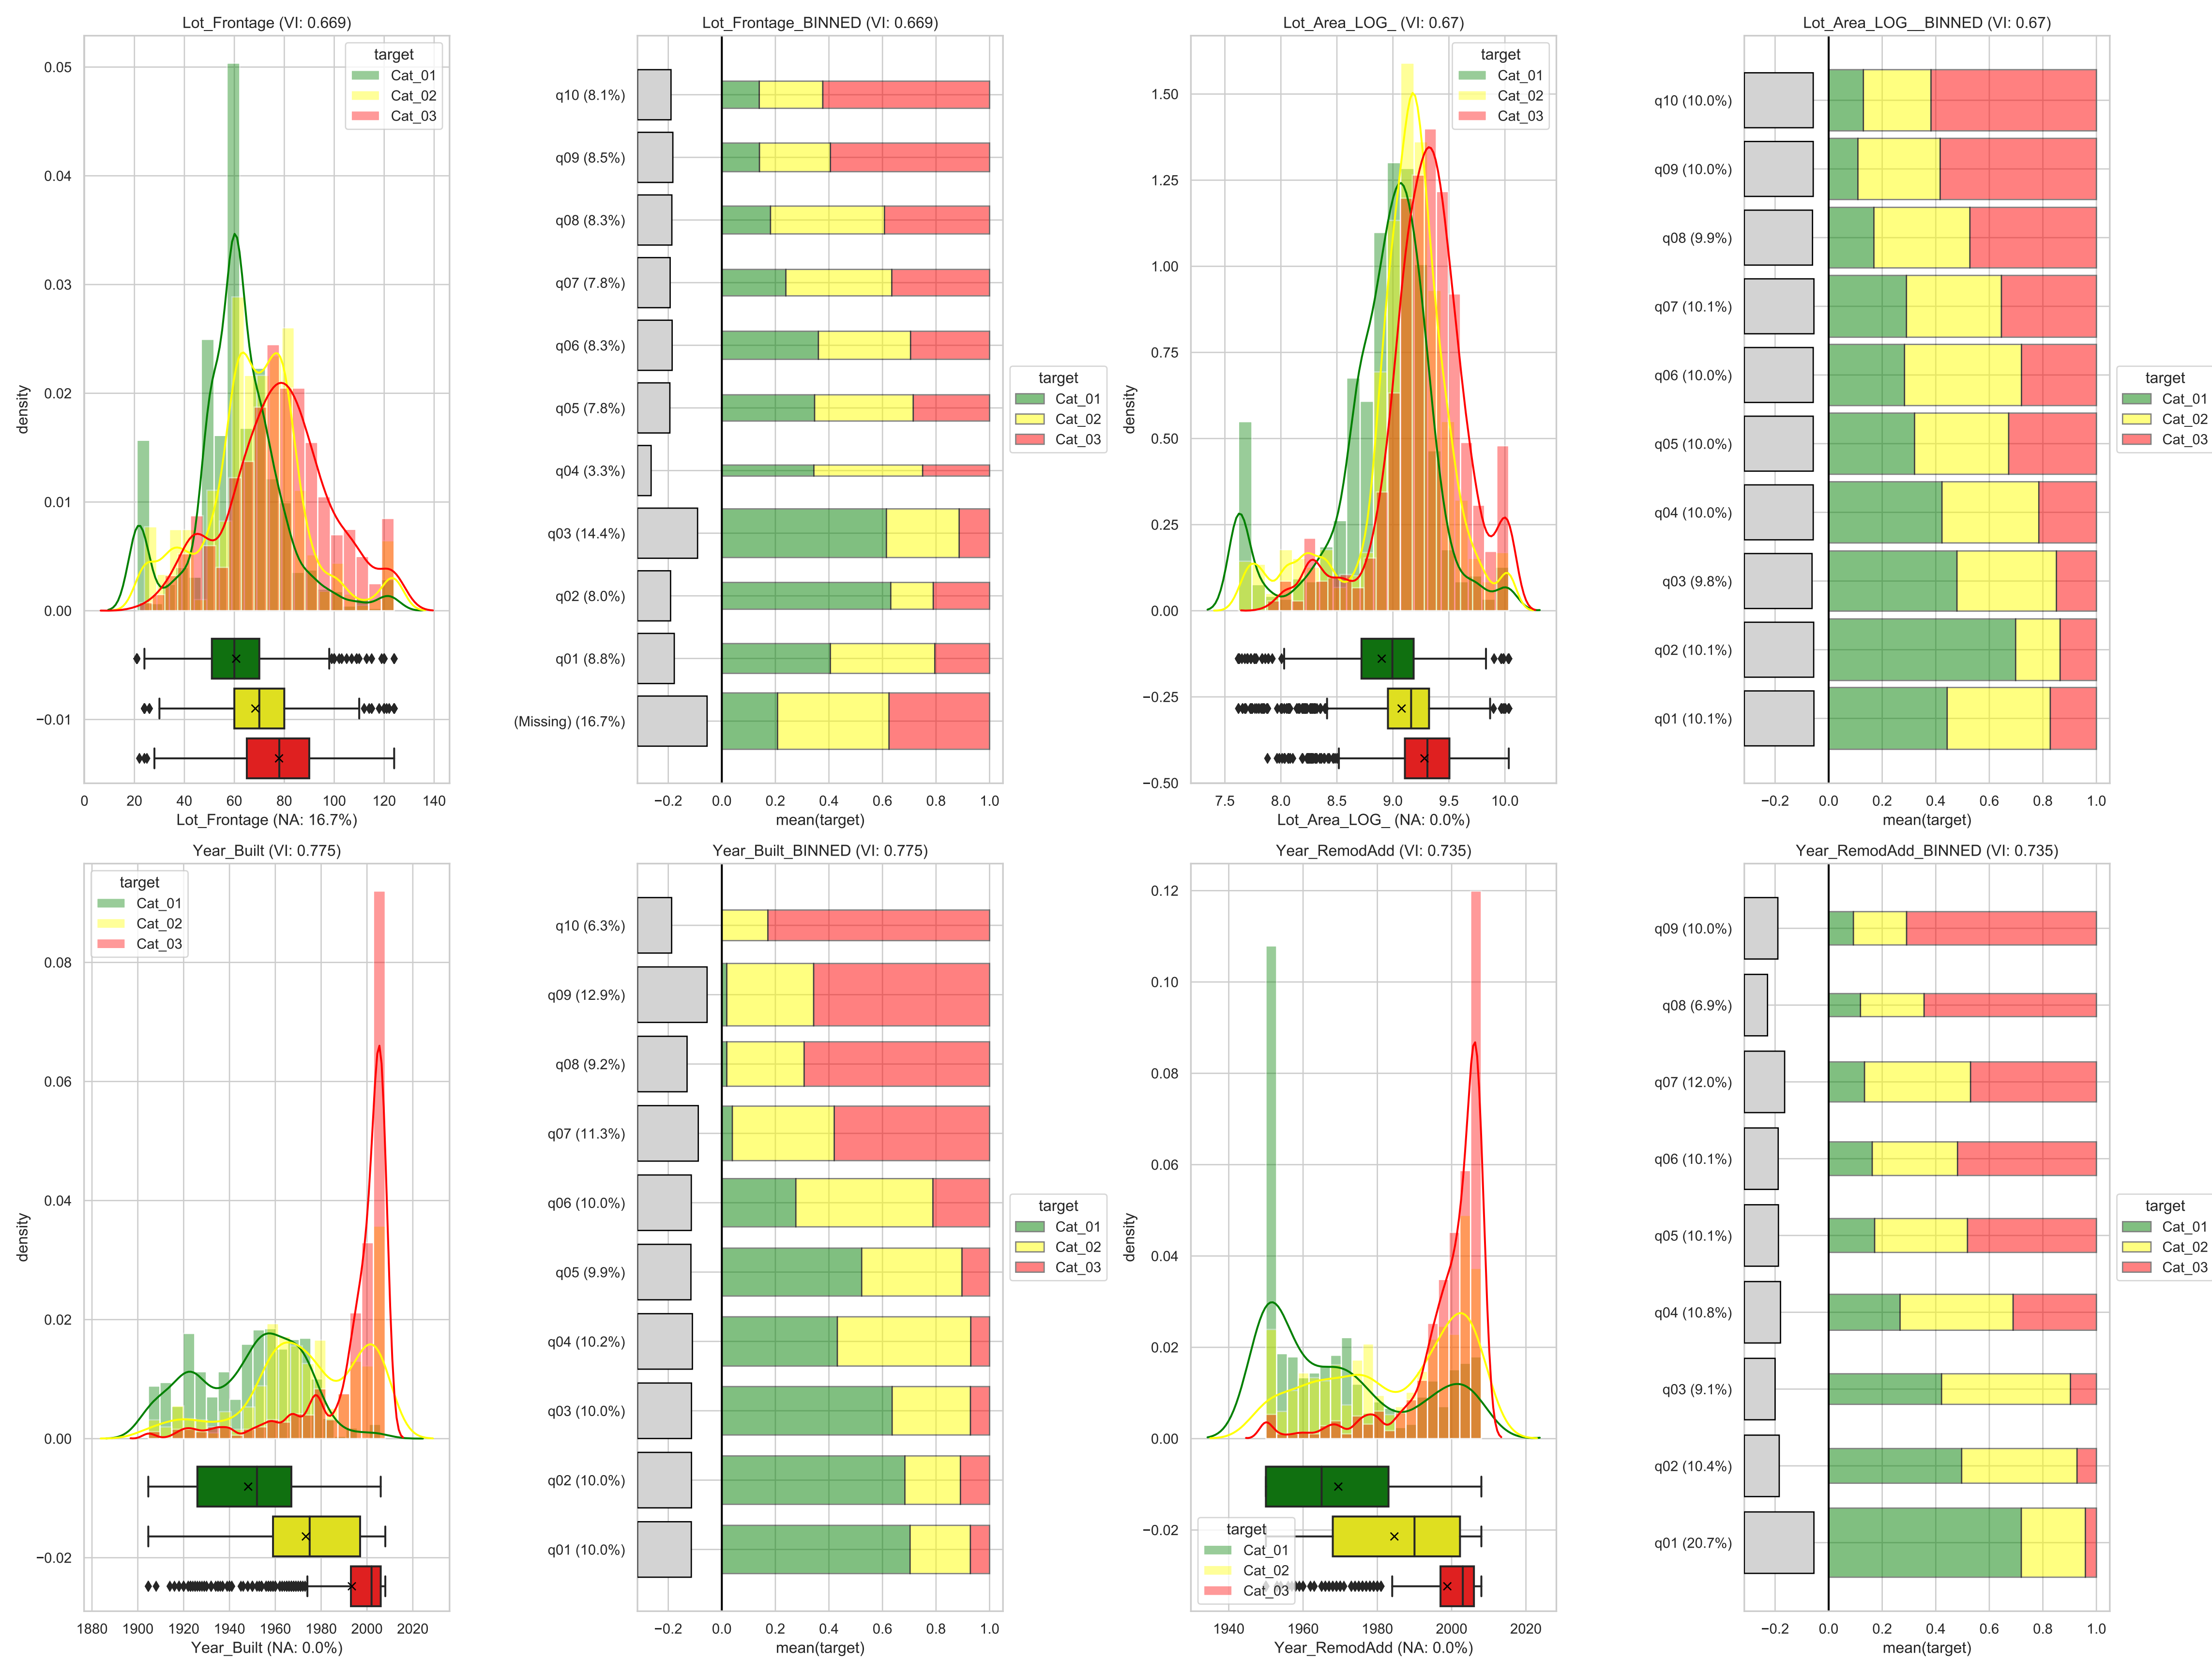 Lot_Frontage (VI: 0.669)
target
Cat_01
Cat_02
Cat_03
0.05
0.04
0.03
0.02
0.01
0.00
−0.01
density
0 20 40 60 80 100 120 140
Lot_Frontage (NA: 16.7%)
Lot_Frontage_BINNED (VI: 0.669)
q10 (8.1%)
q09 (8.5%)
q08 (8.3%)
q07 (7.8%)
q06 (8.3%)
q05 (7.8%)
q04 (3.3%)
q03 (14.4%)
q02 (8.0%)
q01 (8.8%)
(Missing) (16.7%)
target
Cat_01
Cat_02
Cat_03
−0.2 0.0 0.2 0.4 0.6 0.8 1.0
mean(target)
Lot_Area_LOG_ (VI: 0.67)
target
Cat_01
Cat_02
Cat_03
1.50
1.25
1.00
0.75
0.50
0.25
0.00
−0.25
−0.50
density
7.5 8.0 8.5 9.0 9.5 10.0
Lot_Area_LOG_ (NA: 0.0%)
Lot_Area_LOG__BINNED (VI: 0.67)
q10 (10.0%)
q09 (10.0%)
q08 (9.9%)
q07 (10.1%)
q06 (10.0%)
q05 (10.0%)
q04 (10.0%)
q03 (9.8%)
q02 (10.1%)
q01 (10.1%)
target
Cat_01
Cat_02
Cat_03
−0.2 0.0 0.2 0.4 0.6 0.8 1.0
mean(target)
Year_Built (VI: 0.775)
target
Cat_01
Cat_02
Cat_03
0.08
0.06
0.04
0.02
0.00
−0.02
density
1880 1900 1920 1940 1960 1980 2000 2020
Year_Built (NA: 0.0%)
Year_Built_BINNED (VI: 0.775)
q10 (6.3%)
q09 (12.9%)
q08 (9.2%)
q07 (11.3%)
q06 (10.0%)
q05 (9.9%)
q04 (10.2%)
q03 (10.0%)
q02 (10.0%)
q01 (10.0%)
target
Cat_01
Cat_02
Cat_03
−0.2 0.0 0.2 0.4 0.6 0.8 1.0
mean(target)
Year_RemodAdd (VI: 0.735)
0.12
0.10
0.08
0.06
0.04
0.02
0.00
−0.02
density
target
Cat_01
Cat_02
Cat_03
1940 1960 1980 2000 2020
Year_RemodAdd (NA: 0.0%)
Year_RemodAdd_BINNED (VI: 0.735)
q09 (10.0%)
q08 (6.9%)
q07 (12.0%)
q06 (10.1%)
q05 (10.1%)
q04 (10.8%)
q03 (9.1%)
q02 (10.4%)
q01 (20.7%)
target
Cat_01
Cat_02
Cat_03
−0.2 0.0 0.2 0.4 0.6 0.8 1.0
mean(target)